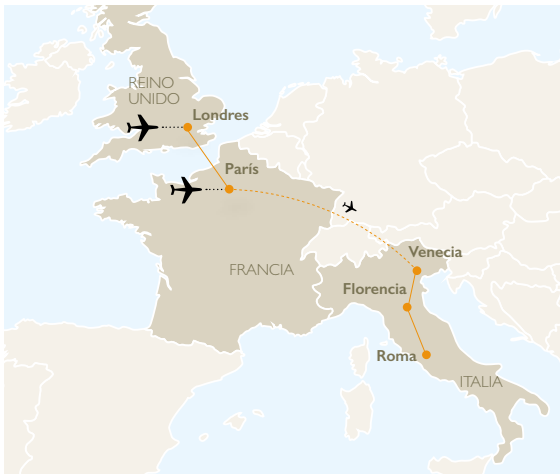 REINO
UNIDO
Londres
París
FRANCIA
Venecia
Florencia
Roma
ITALIA